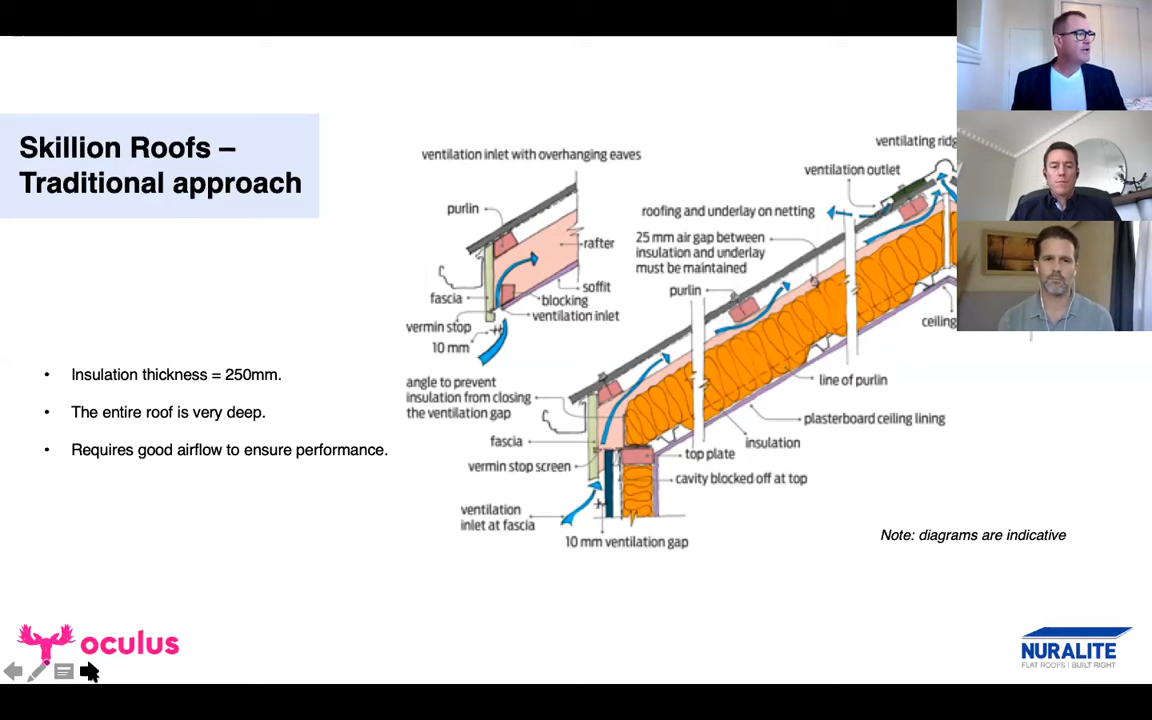 Skillion Roofs –
Traditional approach
• Insulation thickness = 250mm.
• The entire roof is very deep.
• Requires good airflow to ensure performance.
ventilation inlet with overhanging eaves
purlin
rafter
soffit
fascia
blocking
ventilation inlet
vermin stop
10 mm
ventilating ridg
ventilation outlet
roofing and underlay on netting
25 mm air gap between
insulation and underlay
must be maintained
purlin
ceiling
line of purlin
angle to prevent
insulation from closing
the ventilation gap
plasterboard ceiling lining
fascia
insulation
top plate
vermin stop screen
cavity blocked off at top
ventilation
inlet at fascia
10 mm ventilation gap
Note: diagrams are indicative
oculus
NURALITE
FLAT ROOFS | BUILT RIGHT